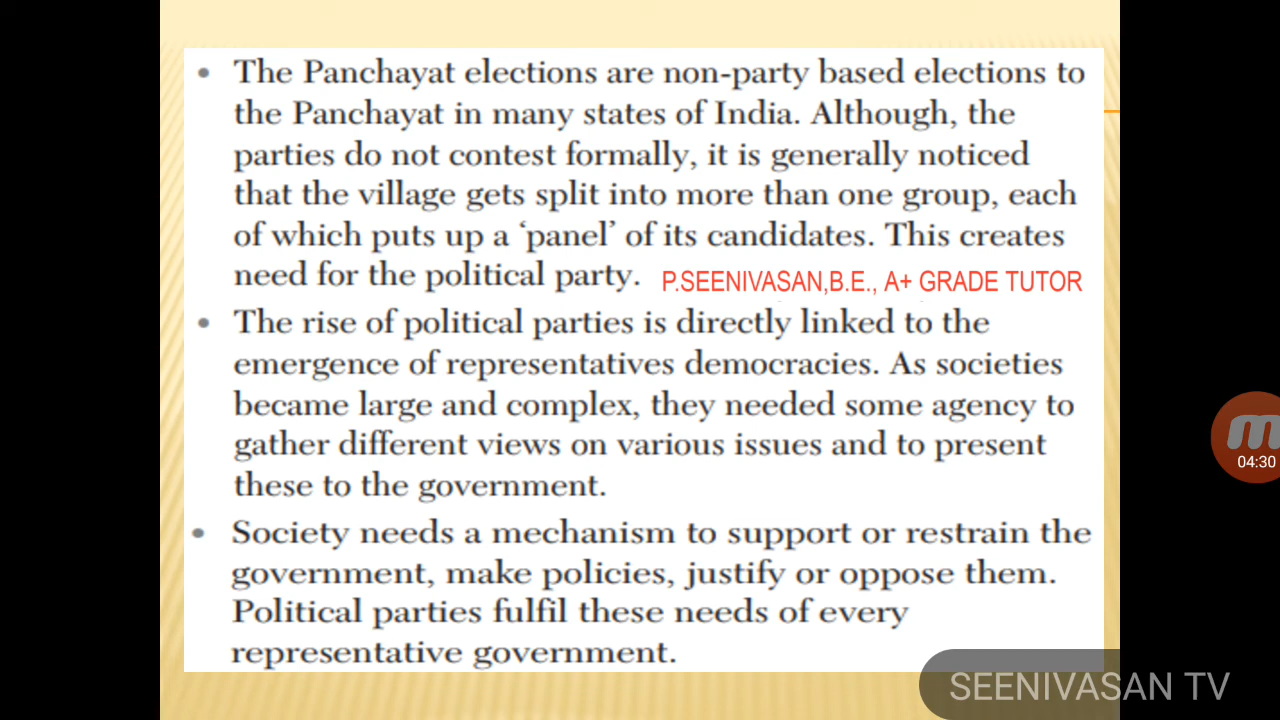 The Panchayat elections are non-party based elections to
the Panchayat in many states of India. Although, the
parties do not contest formally, it is generally noticed
that the village gets split into more than one group, each
of which puts up a ‘panel’ of its candidates. This creates
need for the political party. P.SEENIVASAN,B.E., A+ GRADE TUTOR
The rise of political parties is directly linked to the
emergence of representatives democracies. As societies
became large and complex, they needed some agency to
gather different views on various issues and to present
these to the government.
Society needs a mechanism to support or restrain the
government, make policies, justify or oppose them.
Political parties fulfil these needs of every
representative government.
04:30
SEENIVASAN TV